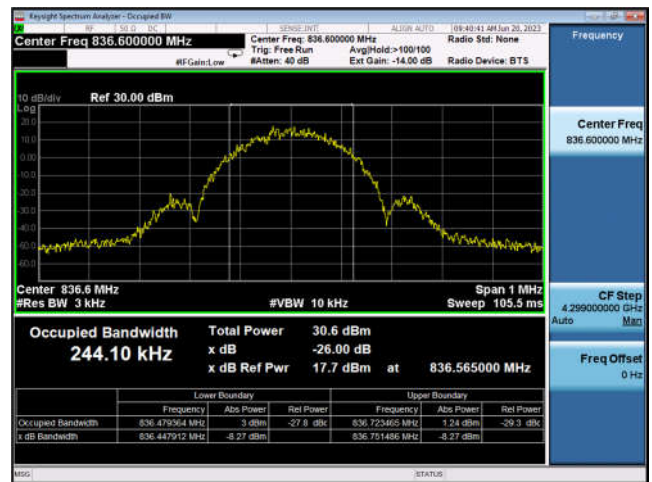 Keysight Spectrum Analyzer - Occupied BW
RF 50 Ω DC SENSE:INT ALIGN AUTO 09:40:41 AM Jun 20, 2023
Center Freq 836.600000 MHz
Center Freq: 836.600000 MHz
Radio Std: None
Trig: Free Run
Avg|Hold:>100/100
#IFGain:Low
#Atten: 40 dB
Ext Gain: -14.00 dB
Radio Device: BTS
10 dB/div
Ref 30.00 dBm
Log
20.0
10.0
0.00
-10.0
-20.0
-30.0
-40.0
-50.0
-60.0
Center 836.6 MHz
Span 1 MHz
#Res BW 3 kHz
#VBW 10 kHz
Sweep 105.5 ms
Occupied Bandwidth
244.10 kHz
Total Power 30.6 dBm
x dB -26.00 dB
x dB Ref Pwr 17.7 dBm at 836.565000 MHz
Lower Boundary Upper Boundary
Frequency Abs Power Rel Power Frequency Abs Power Rel Power
Occupied Bandwidth 836.479364 MHz 3 dBm -27.8 dBc 836.723465 MHz 1.24 dBm -29.3 dBc
x dB Bandwidth 836.447912 MHz -8.27 dBm 836.751486 MHz -8.27 dBm
MSG
STATUS
Frequency
Center Freq
836.600000 MHz
CF Step
4.299000000 GHz
Auto Man
Freq Offset
0 Hz